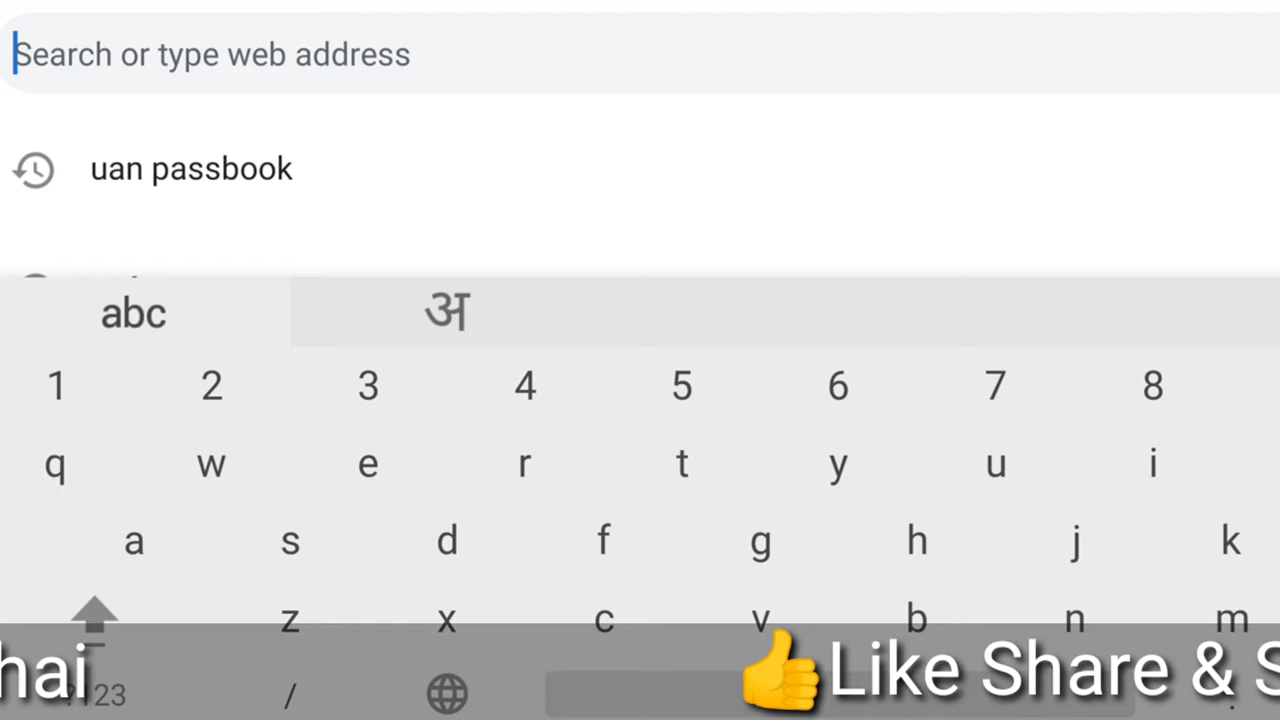 Search or type web address
uan passbook
abc अ
1 2 3 4 5 6 7 8
q w e r t y u i
a s d f g h j k
z x c v b n m
hai 👍Like Share & S
123 /